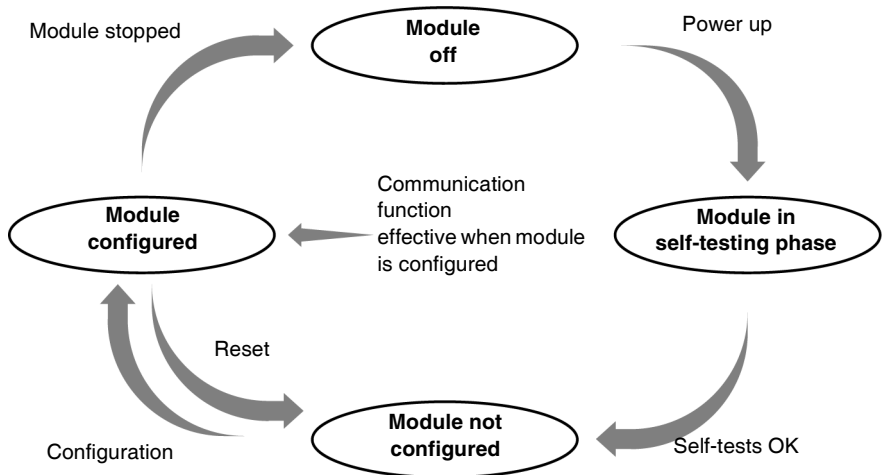 Module stopped
Module
off
Power up
Communication
function
effective when module
is configured
Module
configured
Module in
self-testing phase
Reset
Configuration
Module not
configured
Self-tests OK